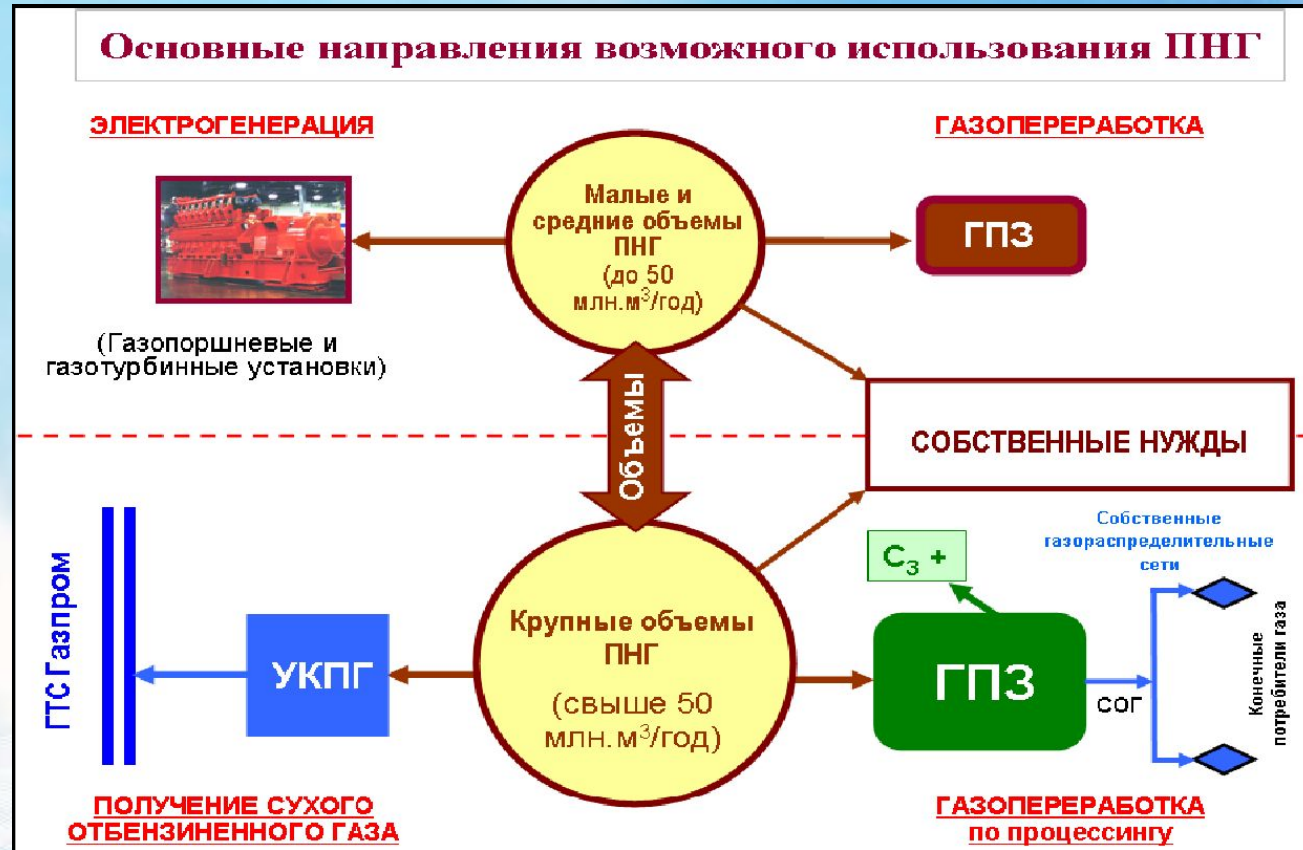 Основные направления возможного использования ПНГ
ЭЛЕКТРОГЕНЕРАЦИЯ
ГАЗОПЕРЕРАБОТКА
Малые и
средние объемы
ПНГ
(до 50
млн.м³/год)
ГПЗ
(Газопоршневые и
газотурбинные установки)
Объемы
СОБСТВЕННЫЕ НУЖДЫ
ГТС Газпром
УКПГ
Крупные объемы
ПНГ
(свыше 50
млн.м³/год)
C₃ +
ГПЗ
СОГ
Собственные
газораспределительные
сети
Конечные
потребители газа
ПОЛУЧЕНИЕ СУХОГО
ОТБЕНЗИНЕННОГО ГАЗА
ГАЗОПЕРЕРАБОТКА
по процессингу